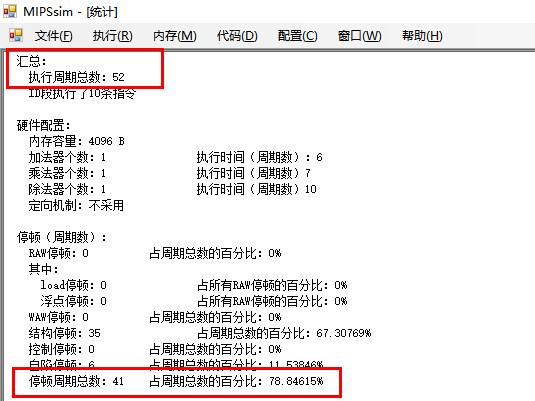 MIPSsim - [统计]
文件(F) 执行(R) 内存(M) 代码(D) 配置(C) 窗口(W) 帮助(H)
汇总：
执行周期总数：52
ID段执行了10条指令
硬件配置：
内存容量：4096 B
加法器个数：1 执行时间（周期数）：6
乘法器个数：1 执行时间（周期数）7
除法器个数：1 执行时间（周期数）10
定向机制：不采用
停顿（周期数）：
RAW停顿：0 占周期总数的百分比：0%
其中：
load停顿：0 占所有RAW停顿的百分比：0%
浮点停顿：0 占所有RAW停顿的百分比：0%
WAW停顿：0 占周期总数的百分比：0%
结构停顿：35 占周期总数的百分比：67.30769%
控制停顿：0 占周期总数的百分比：0%
自陷停顿：6 占周期总数的百分比：11.53846%
停顿周期总数：41 占周期总数的百分比：78.84615%